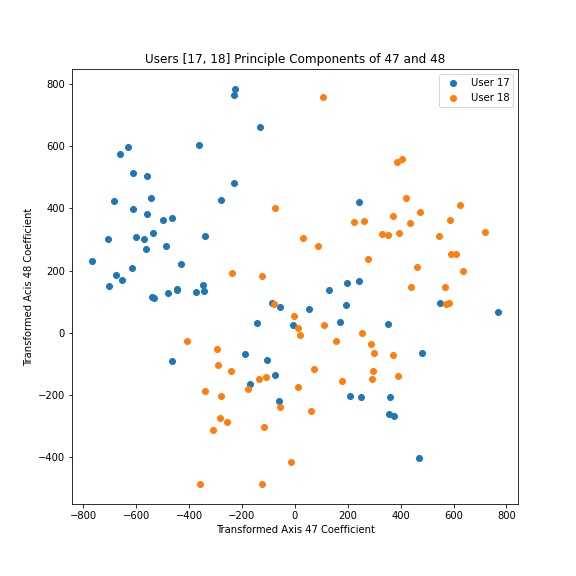 Users [17, 18] Principle Components of 47 and 48
User 17
User 18
800
600
400
200
0
−200
−400
Transformed Acis 48 Coefficient
−800 −600 −400 −200 0 200 400 600 800
Transformed Axis 47 Coefficient